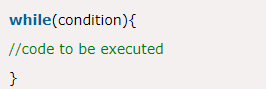 while(condition){
//code to be executed
}